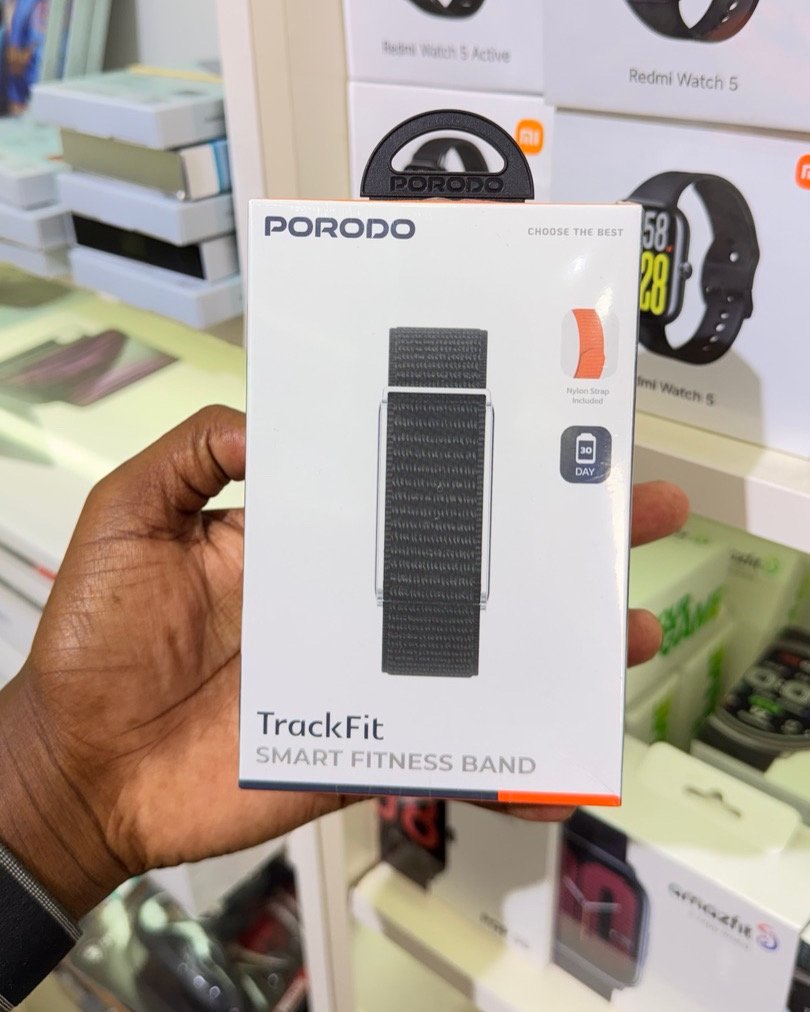 Redmi Watch 5 Active
Redmi Watch 5
PORODO
PORODO
CHOOSE THE BEST
Nylon Strap
Included
30
DAY
TrackFit
SMART FITNESS BAND
58
28
dmi Watch 5
amazfit